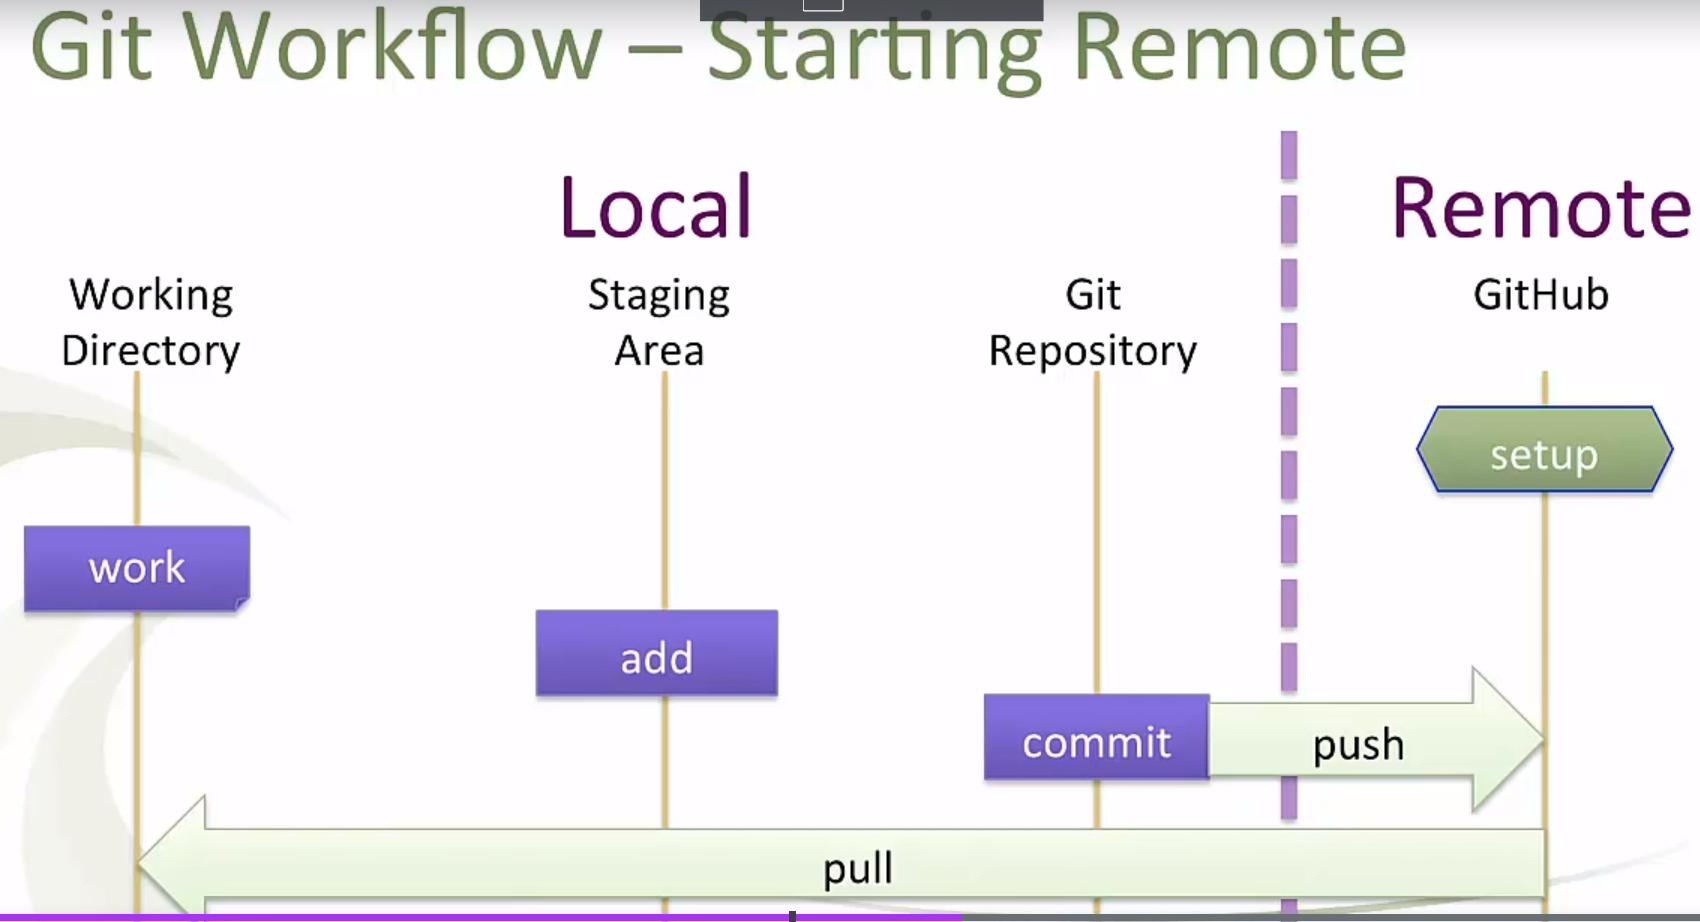 Git Workflow – Starting Remote
Local
Remote
Working
Directory
Staging
Area
Git
Repository
GitHub
setup
work
add
commit
push
pull